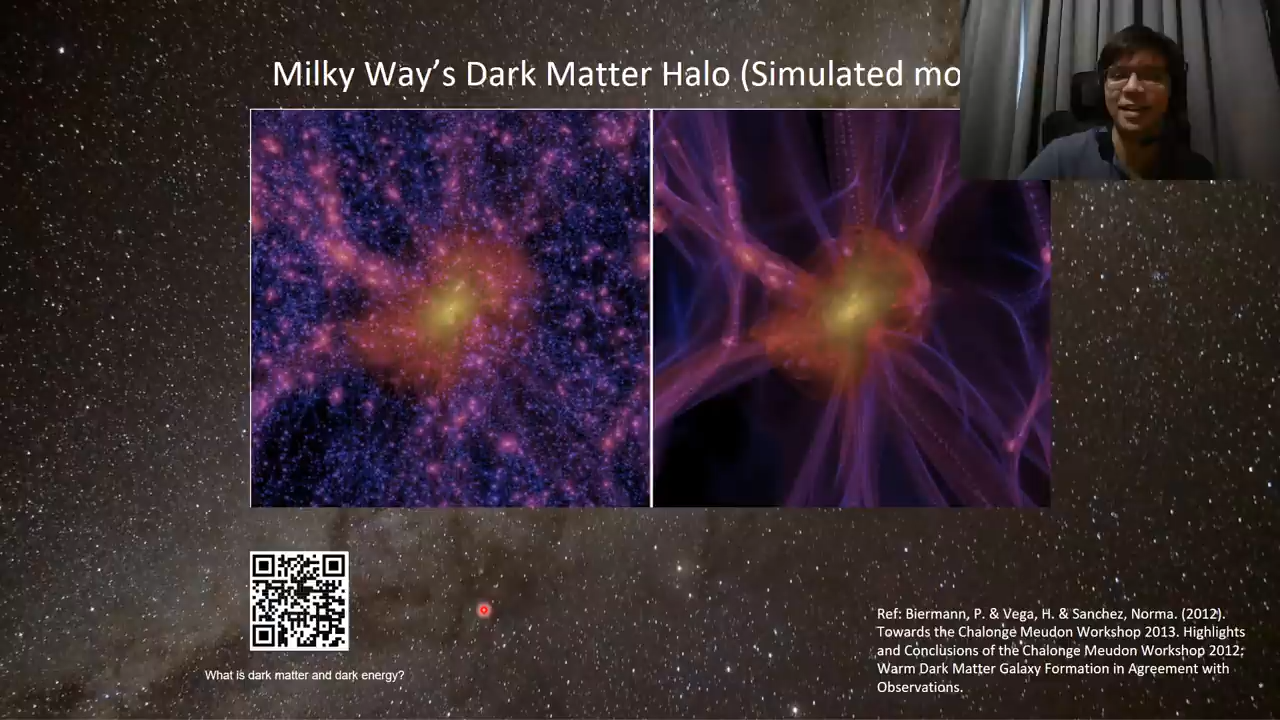 Milky Way’s Dark Matter Halo (Simulated mo
What is dark matter and dark energy?
Ref: Biermann, P. & Vega, H. & Sanchez, Norma. (2012).
Towards the Chalonge Meudon Workshop 2013. Highlights
and Conclusions of the Chalonge Meudon Workshop 2012:
Warm Dark Matter Galaxy Formation in Agreement with
Observations.